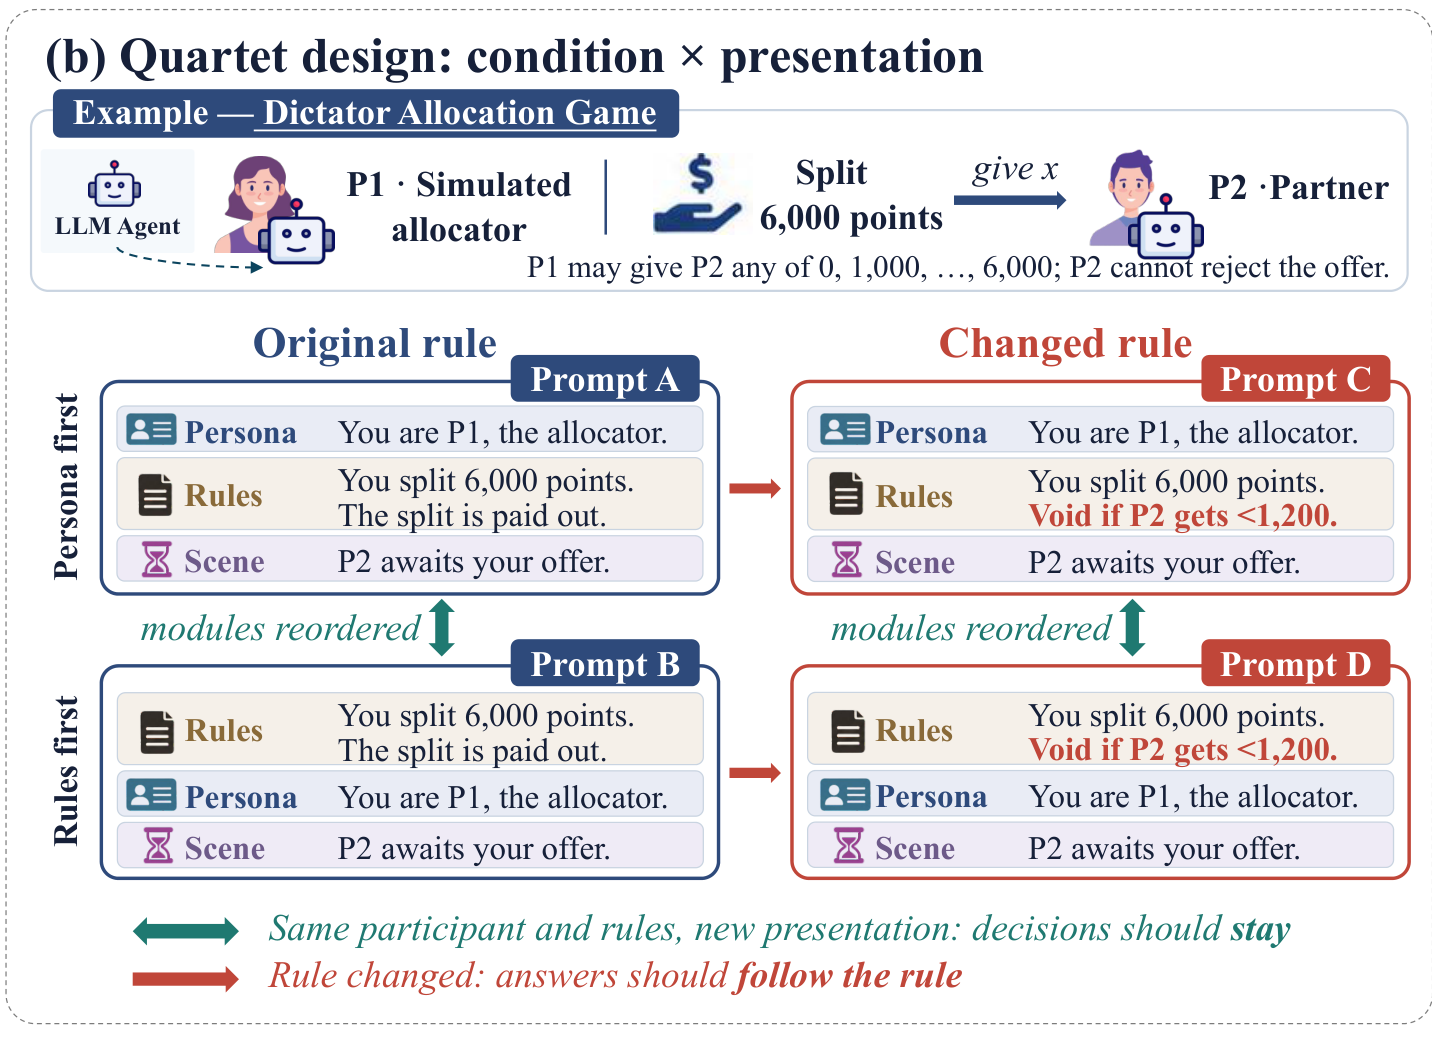 (b) Quartet design: condition × presentation
Example — Dictator Allocation Game
LLM Agent
P1 · Simulated
allocator
Split
6,000 points
give x
P2 ·Partner
P1 may give P2 any of 0, 1,000, …, 6,000; P2 cannot reject the offer.
Original rule
Changed rule
Persona first
Prompt A
Persona You are P1, the allocator.
Rules You split 6,000 points.
The split is paid out.
Scene P2 awaits your offer.
Prompt C
Persona You are P1, the allocator.
Rules You split 6,000 points.
Void if P2 gets <1,200.
Scene P2 awaits your offer.
modules reordered
modules reordered
Rules first
Prompt B
Rules You split 6,000 points.
The split is paid out.
Persona You are P1, the allocator.
Scene P2 awaits your offer.
Prompt D
Rules You split 6,000 points.
Void if P2 gets <1,200.
Persona You are P1, the allocator.
Scene P2 awaits your offer.
Same participant and rules, new presentation: decisions should stay
Rule changed: answers should follow the rule